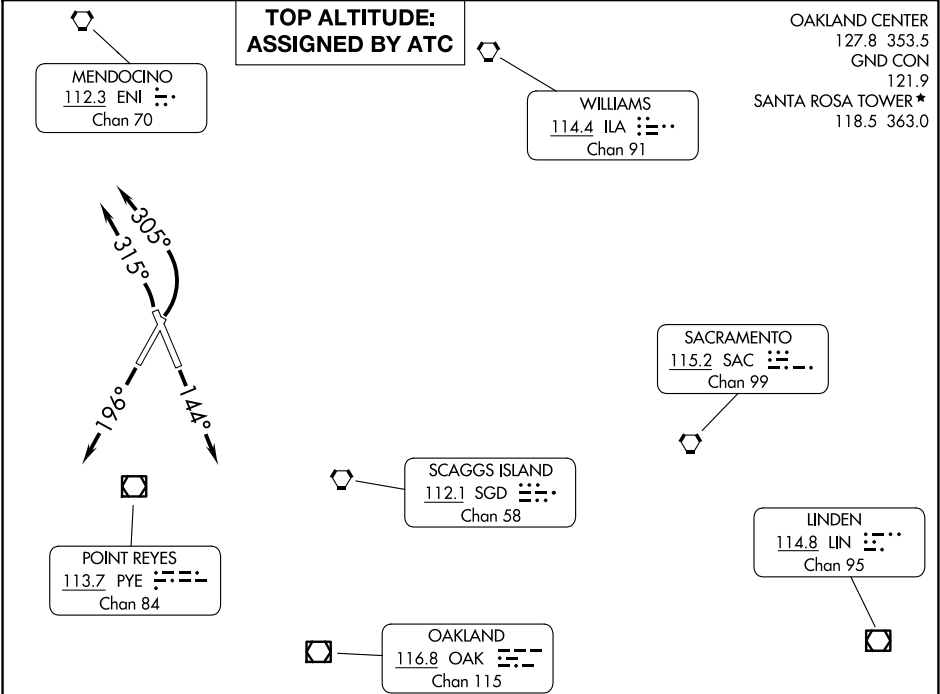 TOP ALTITUDE:
ASSIGNED BY ATC
OAKLAND CENTER
127.8 353.5
GND CON
121.9
SANTA ROSA TOWER★
118.5 363.0
MENDOCINO
112.3 ENI
Chan 70
WILLIAMS
114.4 ILA
Chan 91
305°
315°
196°
144°
SACRAMENTO
115.2 SAC
Chan 99
SCAGGS ISLAND
112.1 SGD
Chan 58
LINDEN
114.8 LIN
Chan 95
POINT REYES
113.7 PYE
Chan 84
OAKLAND
116.8 OAK
Chan 115